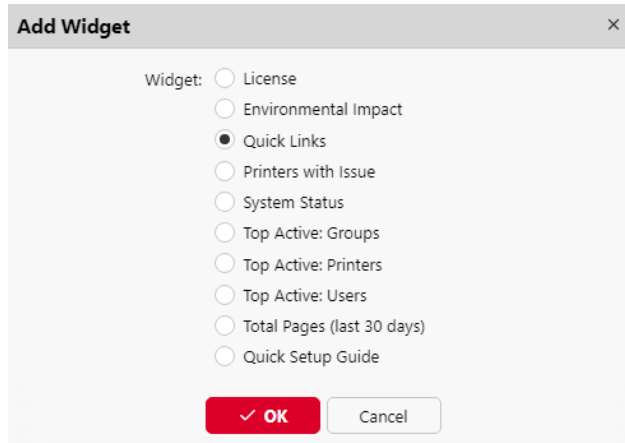 Add Widget
Widget: License
Environmental Impact
Quick Links
Printers with Issue
System Status
Top Active: Groups
Top Active: Printers
Top Active: Users
Total Pages (last 30 days)
Quick Setup Guide
OK Cancel